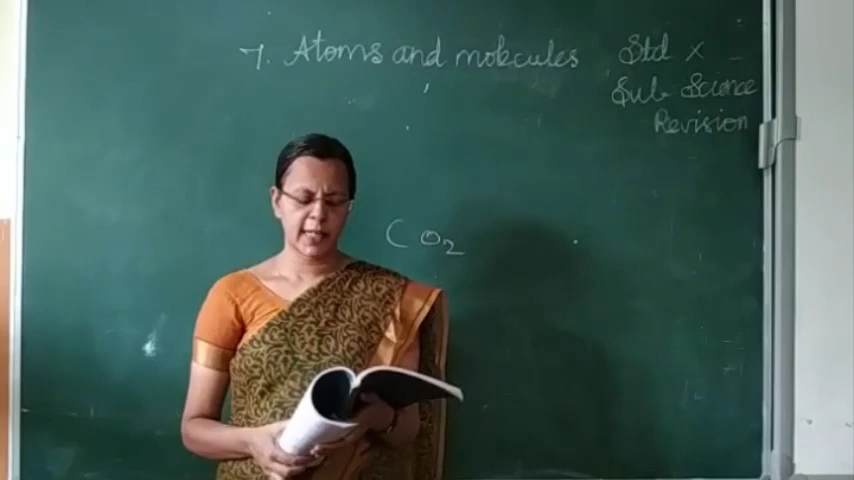 7. Atoms and molecules Std X
Sub Science
Revision
CO2